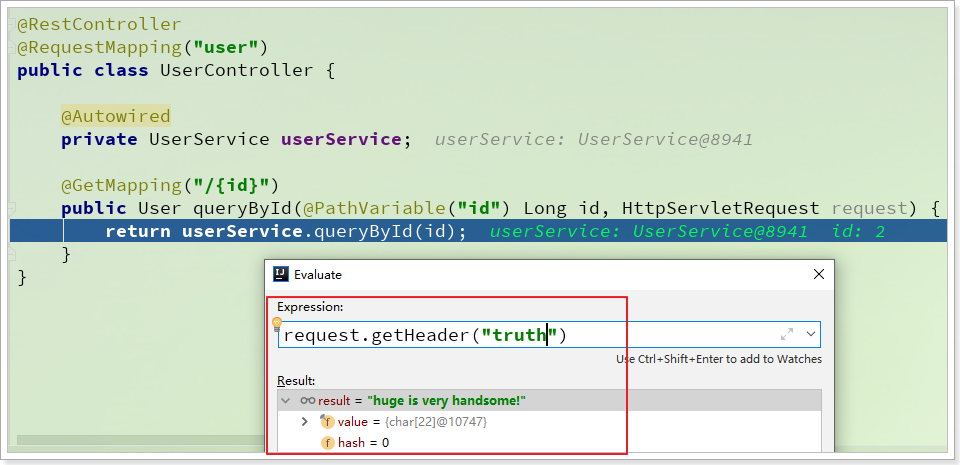 @RestController
@RequestMapping("user")
public class UserController {
@Autowired
private UserService userService; userService: UserService@8941
@GetMapping("/{id}")
public User queryById(@PathVariable("id") Long id, HttpServletRequest request) {
return userService.queryById(id); userService: UserService@8941 id: 2
}
}
Evaluate
Expression:
request.getHeader("truth")
Use Ctrl+Shift+Enter to add to Watches
Result:
result = "huge is very handsome!"
value = {char[22]@10747}
hash = 0